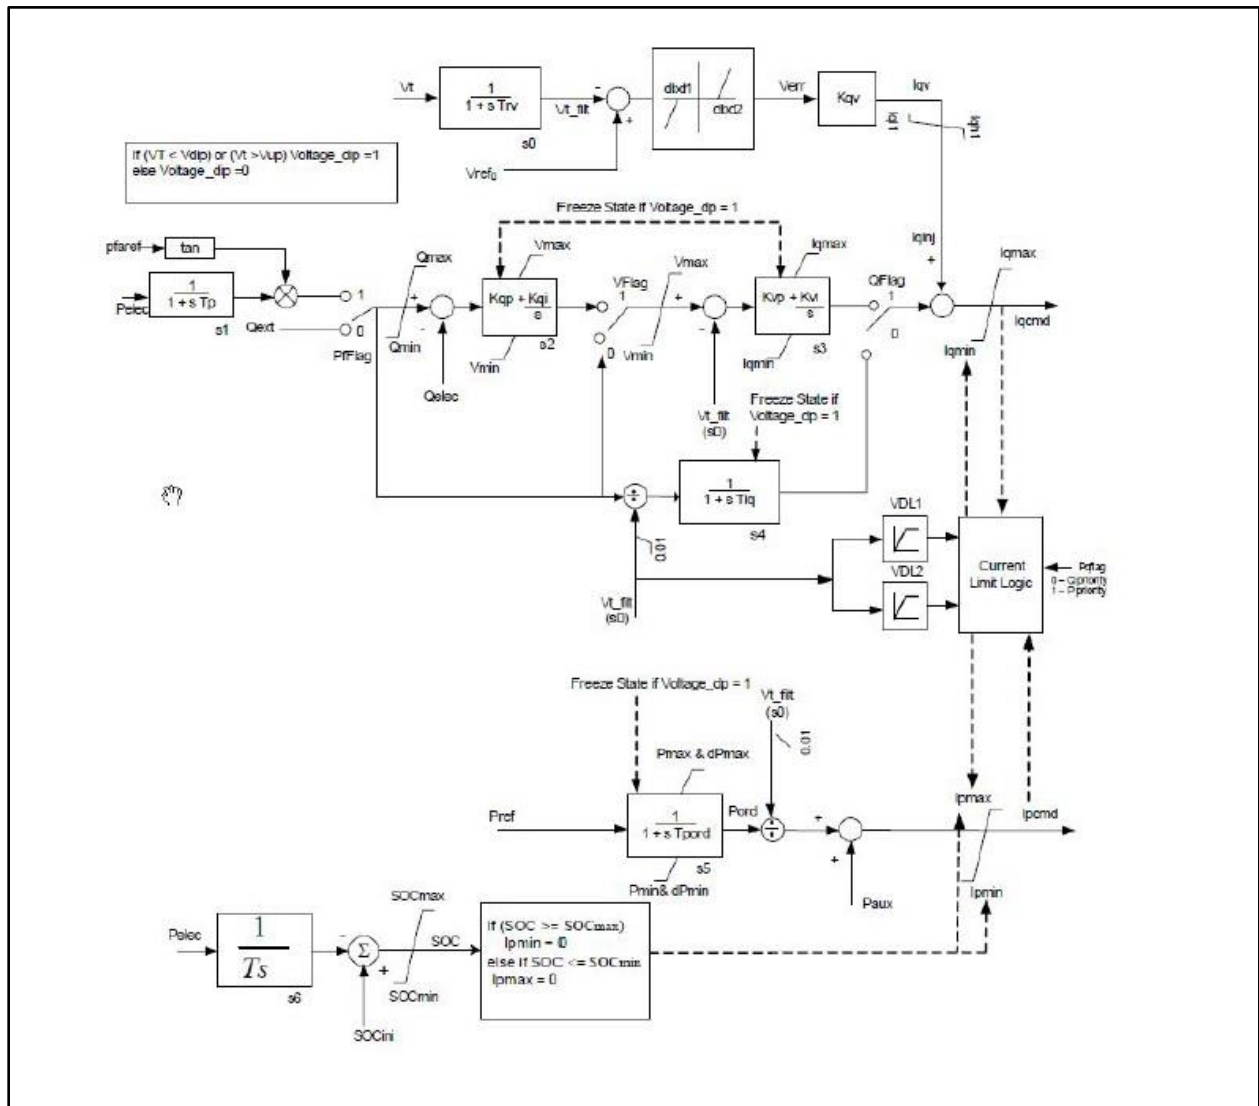 Vt
1
1 + s Trv
s0
Vt_filt
-
+
Vref0
dbd1
dbd2
Verr
Kqv
Iqv
Iql1
Iqh1
If (VT < Vdip) or (Vt >Vup) Voltage_dip =1
else Voltage_dip =0
Freeze State if Voltage_dp = 1
pfaref
tan
Pelec
1
1 + s Tp
s1
1
Qext
0
PfFlag
Qmax
Qmin
+
-
Qelec
Vmax
Kqp + Kqi
s
s2
Vmin
VFlag
1
0
Vmax
Vmin
+
-
Vt_filt
(s0)
Iqmax
Kvp + Kvi
s
s3
Iqmin
QFlag
1
0
Iqinj
+
Iqmax
Iqmin
Iqcmd
Freeze State if
Voltage_dp = 1
÷
1
1 + s Tiq
s4
0.01
Vt_filt
(s0)
VDL1
VDL2
Current
Limit Logic
Pqflag
0 – Q priority
1 – P priority
Freeze State if Voltage_dp = 1
Vt_filt
(s0)
0.01
Pmax & dPmax
Pref
1
1 + s Tpord
s5
Pmin& dPmin
Pord
÷
+
+
Paux
Ipmax
Ipmin
Ipcmd
Pelec
1
Ts
s6
-
Σ
+
SOCini
SOCmax
SOCmin
SOC
If (SOC >= SOCmax)
Ipmin = 0
else if SOC <= SOCmin
Ipmax = 0